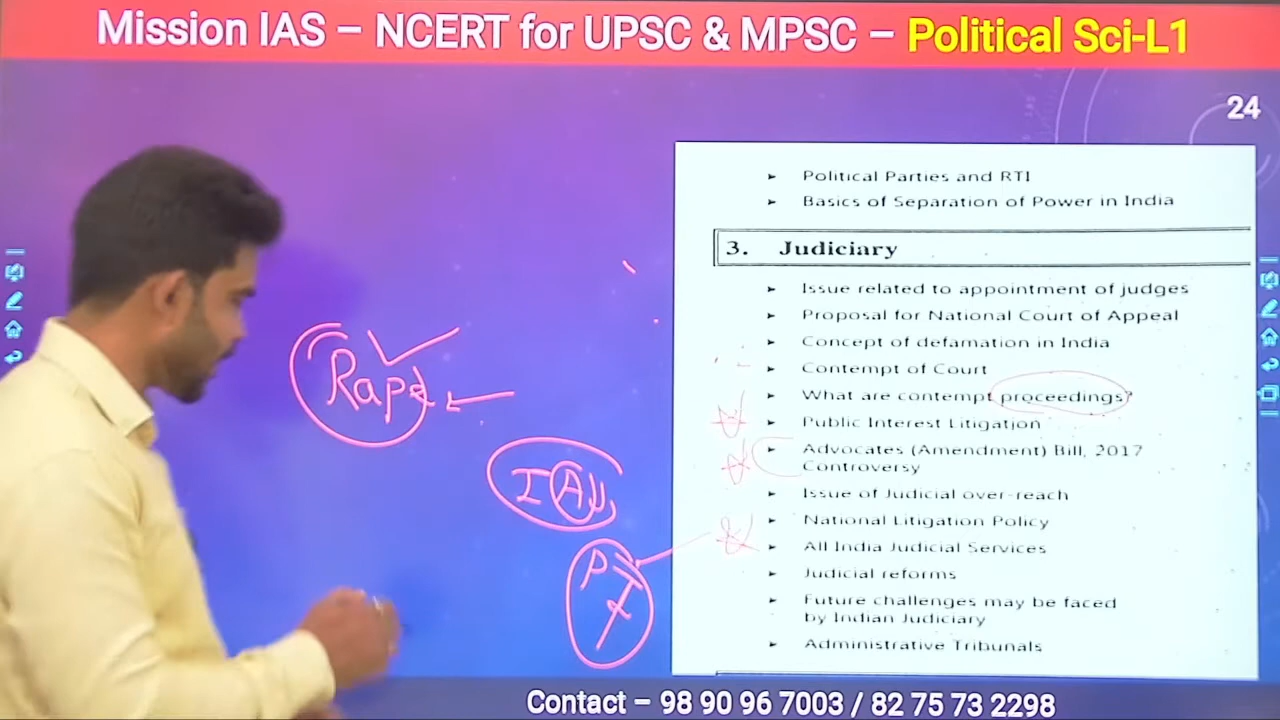 Mission IAS – NCERT for UPSC & MPSC – Political Sci-L1
24
➤ Political Parties and RTI
➤ Basics of Separation of Power in India
3. Judiciary
➤ Issue related to appointment of judges
➤ Proposal for National Court of Appeal
➤ Concept of defamation in India
➤ Contempt of Court
➤ What are contempt proceedings?
➤ Public Interest Litigation
➤ Advocates (Amendment) Bill, 2017
Controversy
➤ Issue of Judicial over-reach
➤ National Litigation Policy
➤ All India Judicial Services
➤ Judicial reforms
➤ Future challenges may be faced
by Indian Judiciary
➤ Administrative Tribunals
Contact – 98 90 96 7003 / 82 75 73 2298